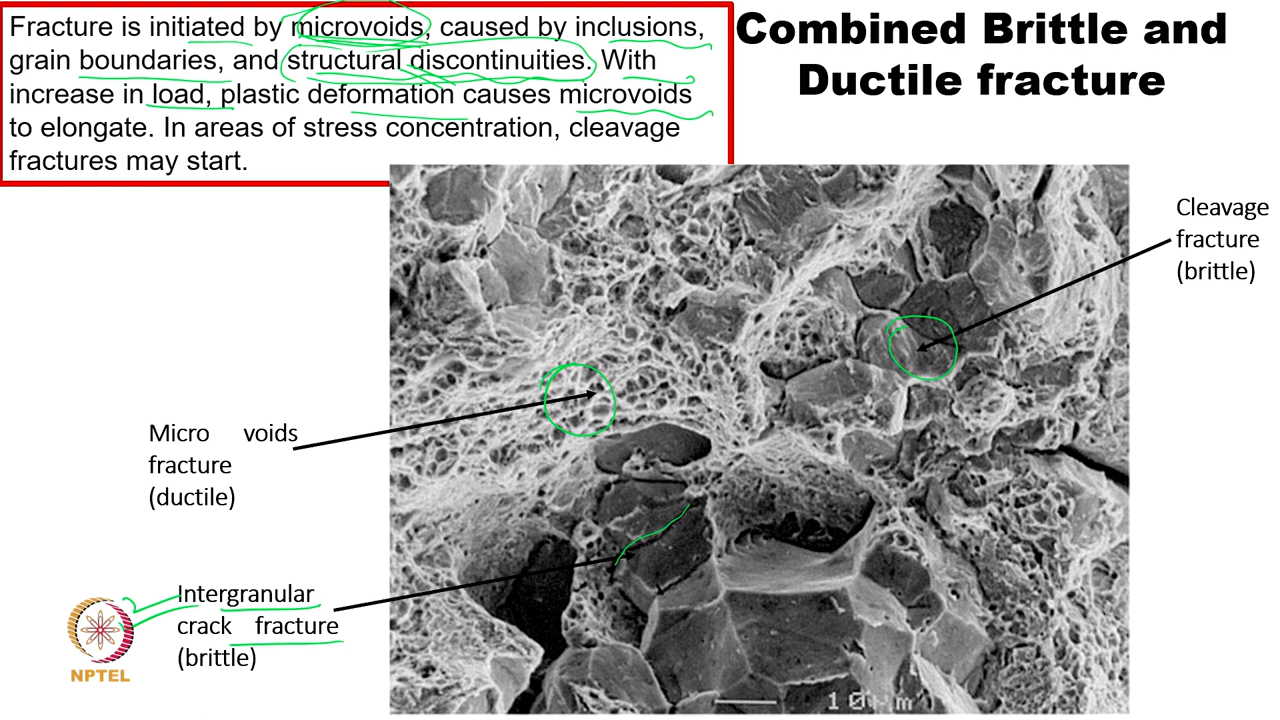 Fracture is initiated by microvoids, caused by inclusions,
grain boundaries, and structural discontinuities. With
increase in load, plastic deformation causes microvoids
to elongate. In areas of stress concentration, cleavage
fractures may start.
Combined Brittle and
Ductile fracture
Cleavage
fracture
(brittle)
Micro voids
fracture
(ductile)
Intergranular
crack fracture
(brittle)
NPTEL
10μm